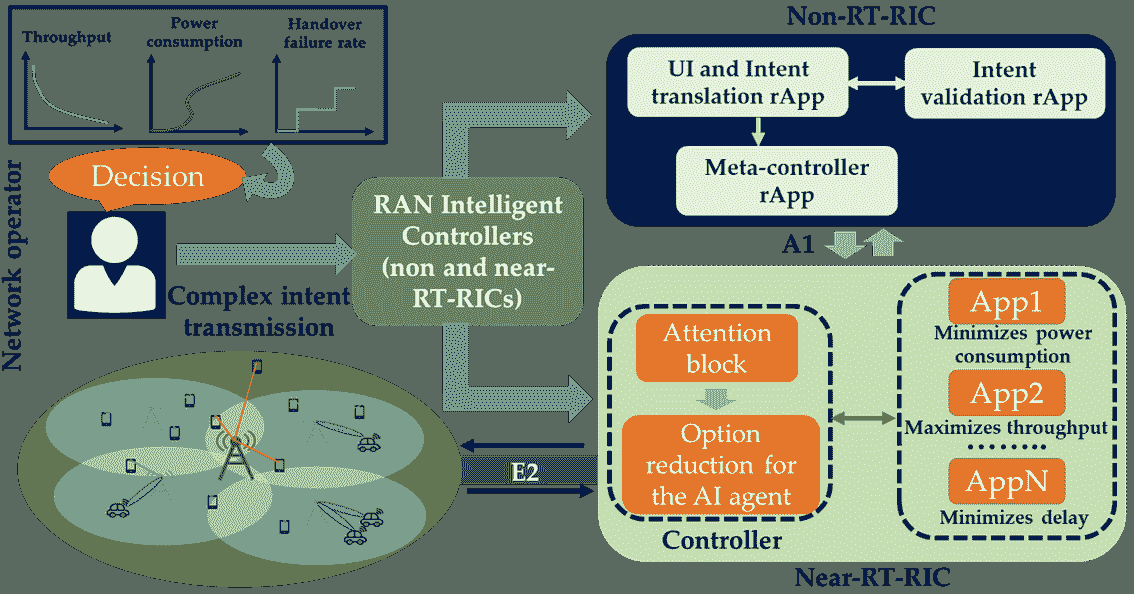 Throughput
Power
consumption
Handover
failure rate
Network operator
Decision
Complex intent
transmission
RAN Intelligent
Controllers
(non and near-
RT-RICs)
Non-RT-RIC
UI and Intent
translation rApp
Intent
validation rApp
Meta-controller
rApp
A1
Attention
block
Option
reduction for
the AI agent
Controller
App1
Minimizes power
consumption
App2
Maximizes throughput
........
AppN
Minimizes delay
E2
Near-RT-RIC